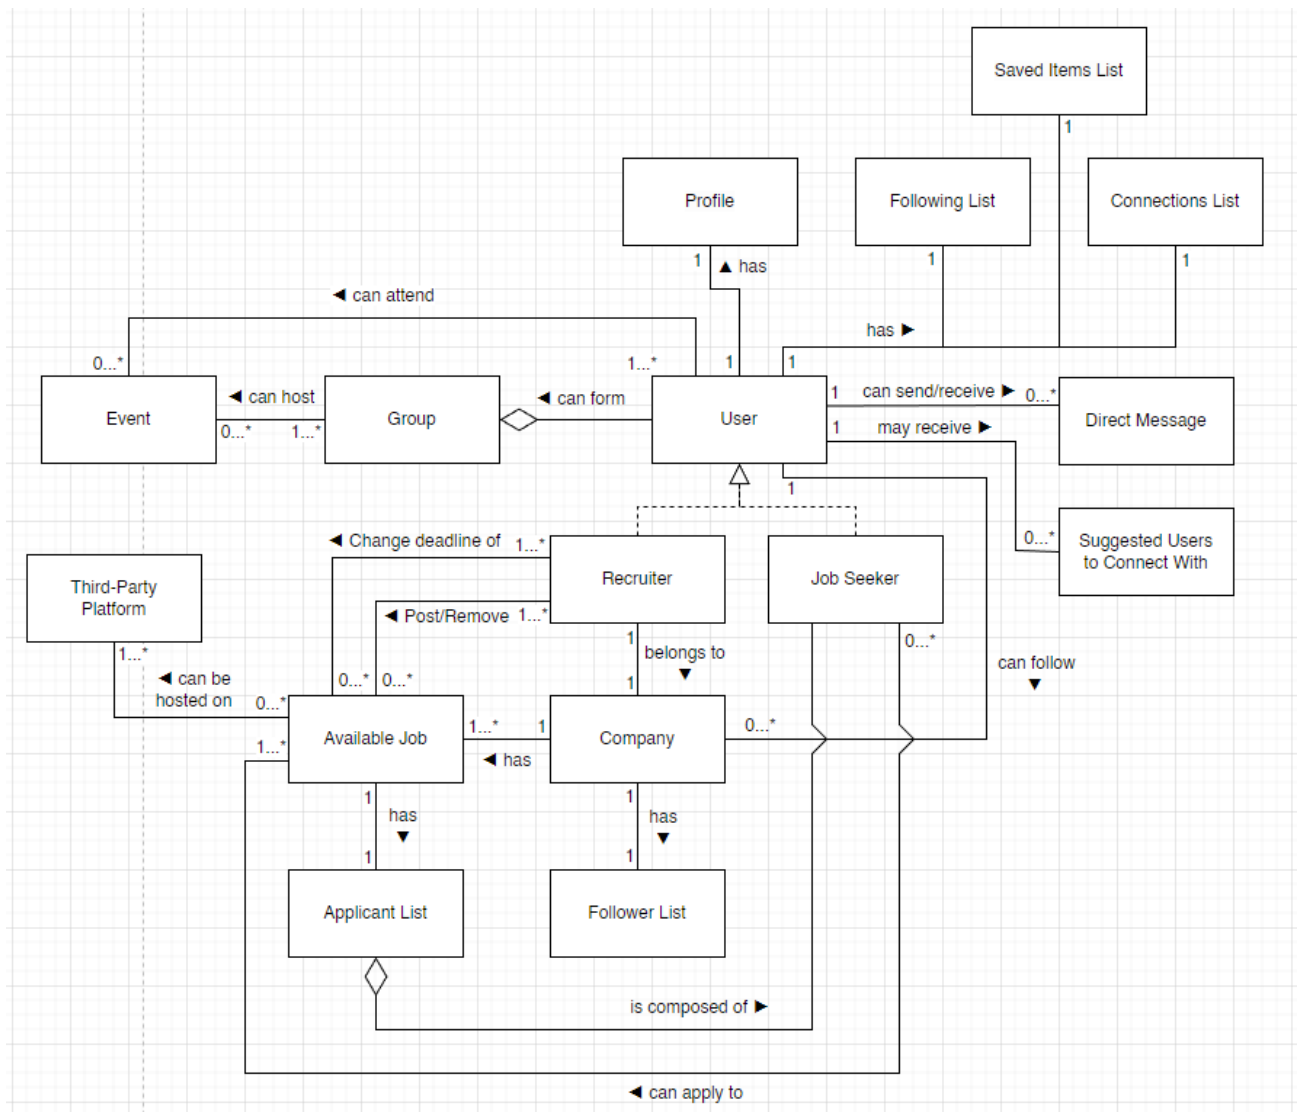 Saved Items List
1
Profile
Following List
Connections List
1
▲ has
1
1
◄ can attend
has ►
0...*
1...*
1
1
Event
◄ can host
0...*
1...*
Group
◄ can form
User
1
can send/receive ►
0...*
Direct Message
1
may receive ►
1
0...*
Suggested Users
to Connect With
◄ Change deadline of
1...*
Recruiter
Job Seeker
Third-Party
Platform
◄ Post/Remove
1...*
1...*
1
belongs to
▼
1
0...*
can follow
▼
◄ can be
hosted on
0...*
0...*
0...*
1...*
Available Job
1...*
1
◄ has
Company
0...*
1
has
▼
1
1
has
▼
1
Applicant List
Follower List
is composed of ►
◄ can apply to